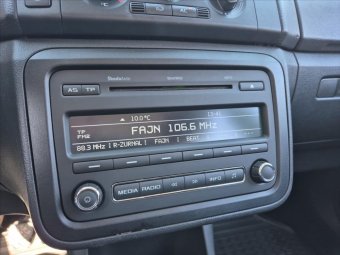 ŠkodaAuto
AS TP
10.0°C
TP
FM2
FAJN 106.6 MHz
88.3 MHz |R-ZURNAL| FAJN | BEAT
MEDIA RADIO INFO